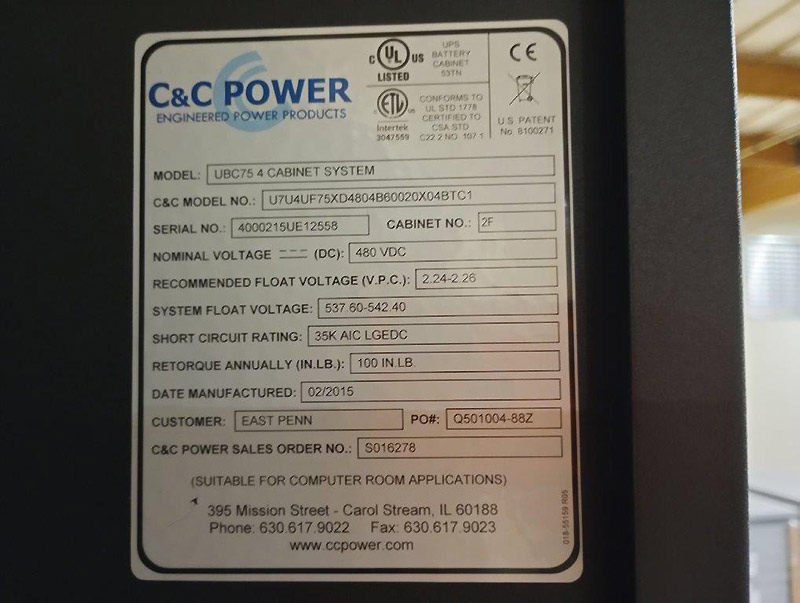 C&C POWER
ENGINEERED POWER PRODUCTS
C UL US
LISTED
UPS
BATTERY
CABINET
53TN
ETL
US
Intertek
3047559
CONFORMS TO
UL STD 1778
CERTIFIED TO
CSA STD
C22.2 NO. 107.1
CE
U.S. PATENT
No. 8100271
MODEL: UBC75 4 CABINET SYSTEM
C&C MODEL NO.: U7U4UF75XD4804B60020X04BTC1
SERIAL NO.: 4000215UE12558 CABINET NO.: 2F
NOMINAL VOLTAGE (DC): 480 VDC
RECOMMENDED FLOAT VOLTAGE (V.P.C.): 2.24-2.26
SYSTEM FLOAT VOLTAGE: 537.60-542.40
SHORT CIRCUIT RATING: 35K AIC LGEDC
RETORQUE ANNUALLY (IN.LB.): 100 IN.LB.
DATE MANUFACTURED: 02/2015
CUSTOMER: EAST PENN PO#: Q501004-88Z
C&C POWER SALES ORDER NO.: S016278
(SUITABLE FOR COMPUTER ROOM APPLICATIONS)
395 Mission Street - Carol Stream, IL 60188
Phone: 630.617.9022 Fax: 630.617.9023
www.ccpower.com
018-55159 R05